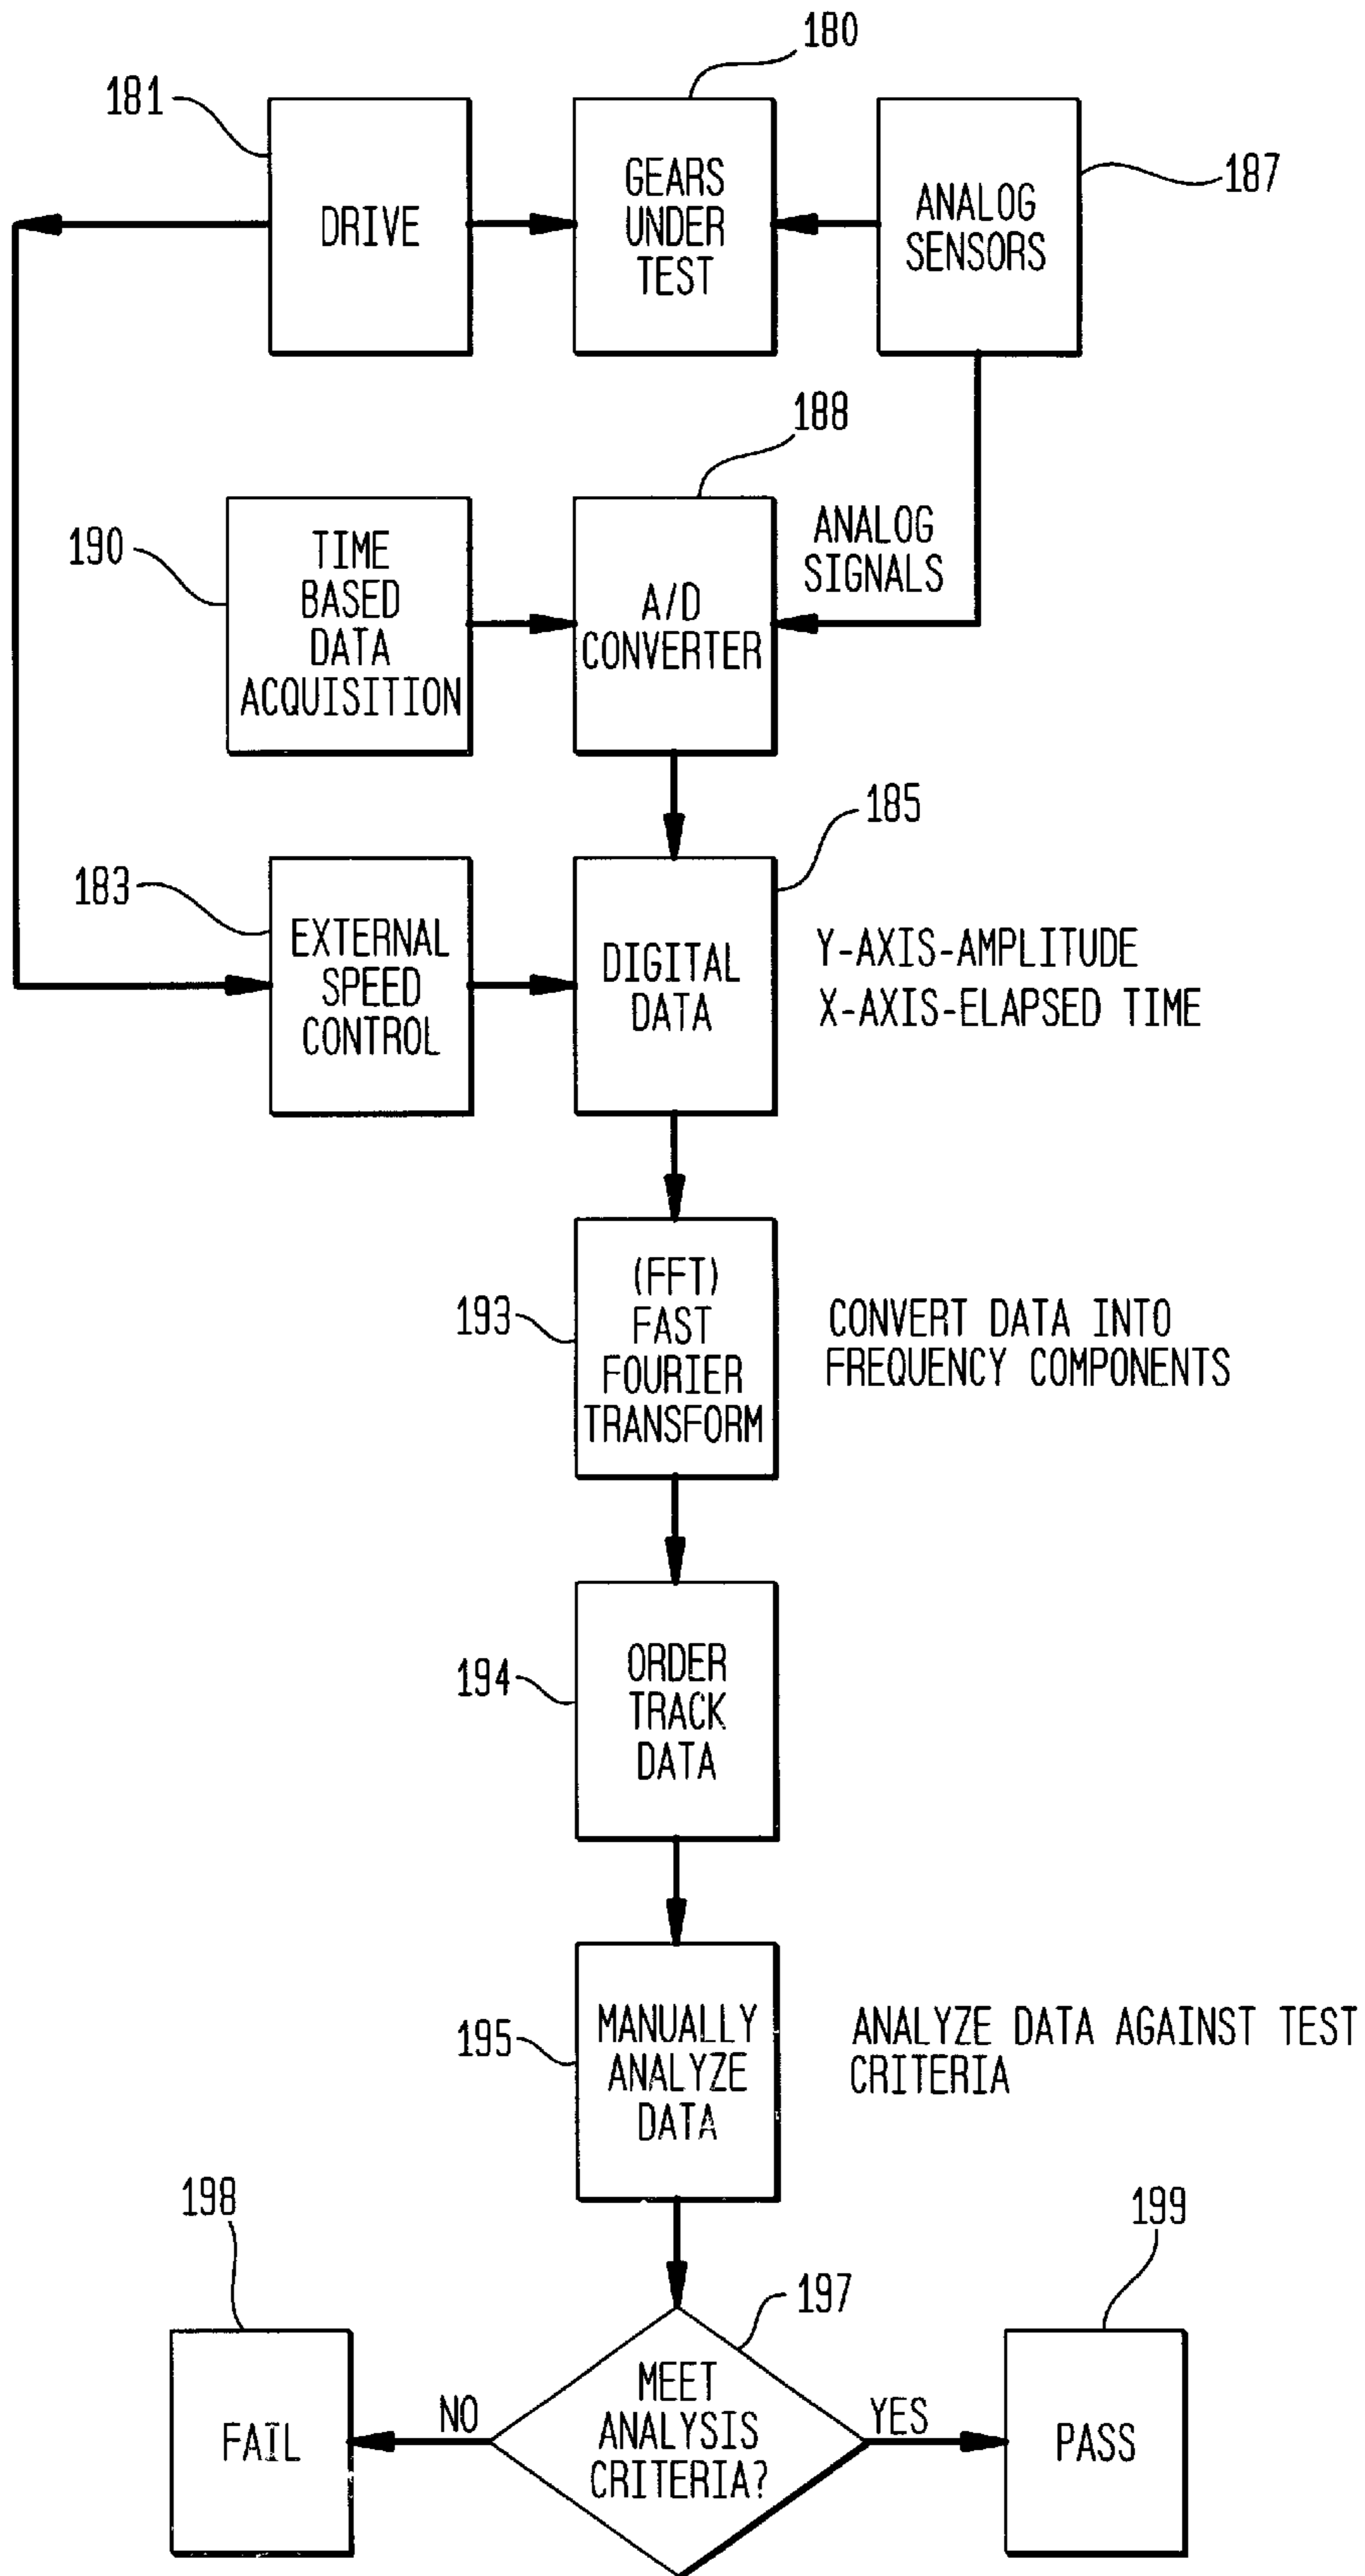 180
181
187
DRIVE
GEARS
UNDER
TEST
ANALOG
SENSORS
188
190
TIME
BASED
DATA
ACQUISITION
A/D
CONVERTER
ANALOG
SIGNALS
185
183
EXTERNAL
SPEED
CONTROL
DIGITAL
DATA
Y-AXIS-AMPLITUDE
X-AXIS-ELAPSED TIME
193
(FFT)
FAST
FOURIER
TRANSFORM
CONVERT DATA INTO
FREQUENCY COMPONENTS
194
ORDER
TRACK
DATA
195
MANUALLY
ANALYZE
DATA
ANALYZE DATA AGAINST TEST
CRITERIA
198
197
199
FAIL
NO
MEET
ANALYSIS
CRITERIA?
YES
PASS